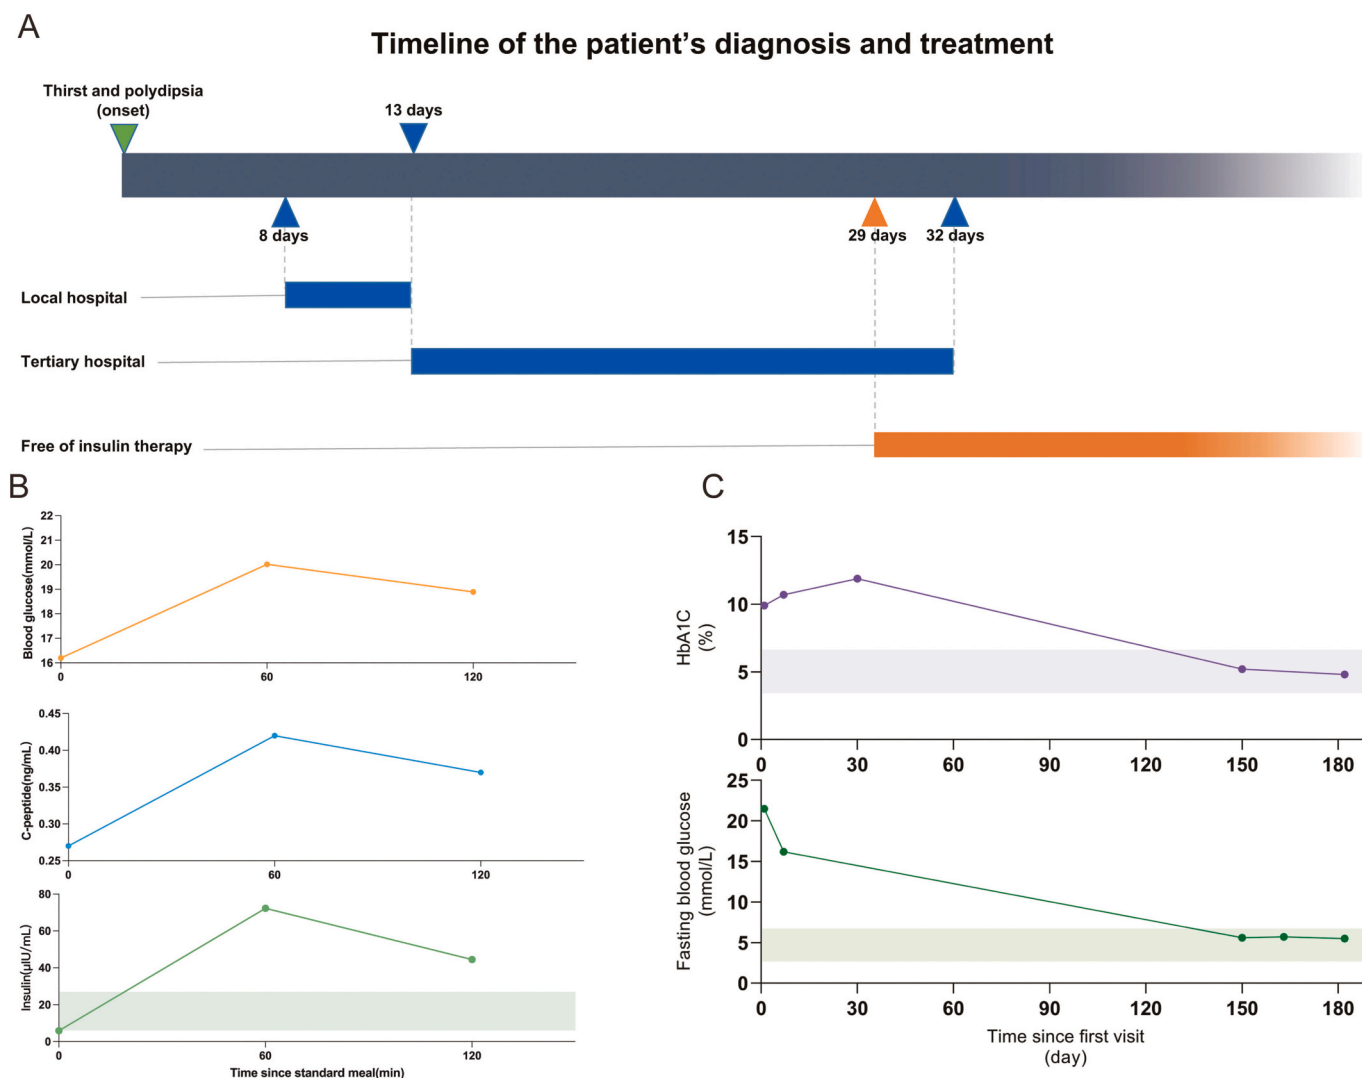 A
Timeline of the patient's diagnosis and treatment
Thirst and polydipsia
(onset)
13 days
8 days
29 days
32 days
Local hospital
Tertiary hospital
Free of insulin therapy
B
Blood glucose(mmol/L)
22
21
20
19
18
17
16
0
60
120
C-peptide(ng/mL)
0.45
0.40
0.35
0.30
0.25
0
60
120
Insulin(μIU/mL)
80
60
40
20
0
0
60
120
Time since standard meal(min)
C
HbA1C
(%)
15
10
5
0
0
30
60
90
120
150
180
Fasting blood glucose
(mmol/L)
25
20
15
10
5
0
0
30
60
90
120
150
180
Time since first visit
(day)